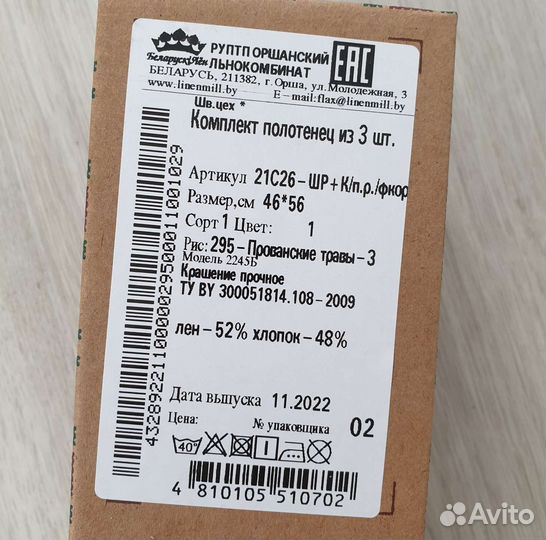 Беларускі лён
РУПТП ОРШАНСКИЙ
ЛЬНОКОМБИНАТ
EAC
БЕЛАРУСЬ, 211382, г. Орша, ул. Молодежная, 3
www.linenmill.by E-mail:flax@linenmill.by
Шв.цех *
Комплект полотенец из 3 шт.
Артикул 21С26-ШР+К/п.р./фкор
Размер,см 46*56
Сорт 1 Цвет: 1
Рис: 295-Прованские травы-3
Модель 2245Б
Крашение прочное
ТУ BY 300051814.108-2009
лен-52% хлопок-48%
Дата выпуска 11.2022
Цена: № упаковщика 02
40
4 810105 510702
432892211000002950001100 1029
Avito